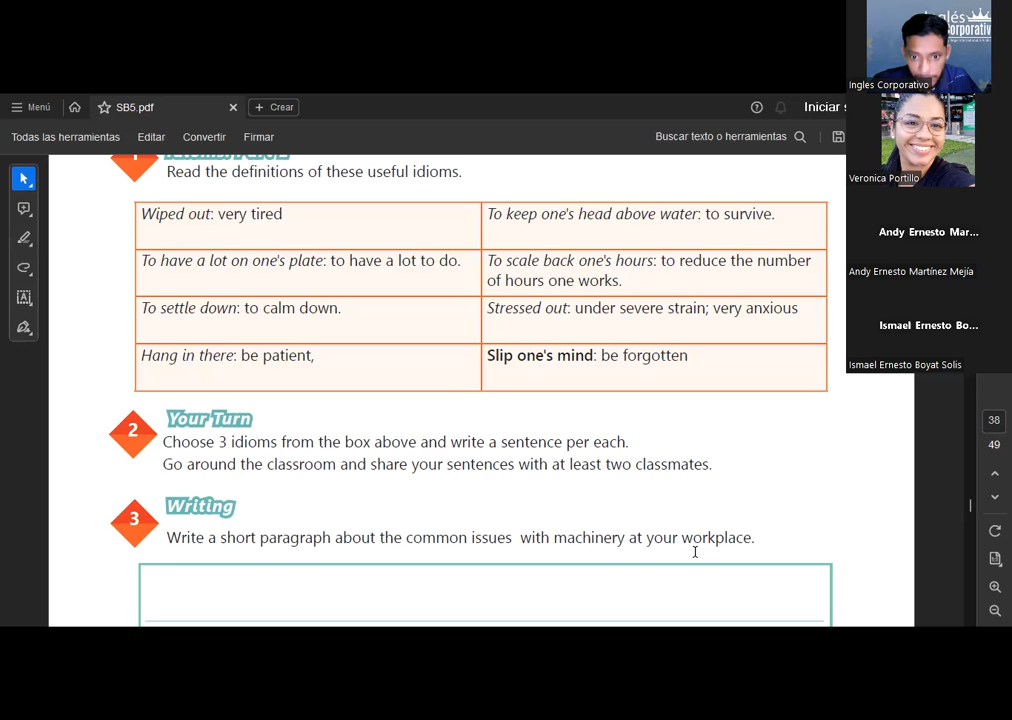 Inglés
Corporativ
Ingles Corporativo
Menú
SB5.pdf
Crear
Iniciar s
Todas las herramientas
Editar
Convertir
Firmar
Buscar texto o herramientas
Veronica Portillo
Andy Ernesto Mar...
Andy Ernesto Martínez Mejía
Ismael Ernesto Bo...
Ismael Ernesto Boyat Solis
1
Read the definitions of these useful idioms.
Wiped out: very tired
To keep one's head above water: to survive.
To have a lot on one's plate: to have a lot to do.
To scale back one's hours: to reduce the number
of hours one works.
To settle down: to calm down.
Stressed out: under severe strain; very anxious
Hang in there: be patient,
Slip one's mind: be forgotten
2
Your Turn
Choose 3 idioms from the box above and write a sentence per each.
Go around the classroom and share your sentences with at least two classmates.
3
Writing
Write a short paragraph about the common issues with machinery at your workplace.
38
49